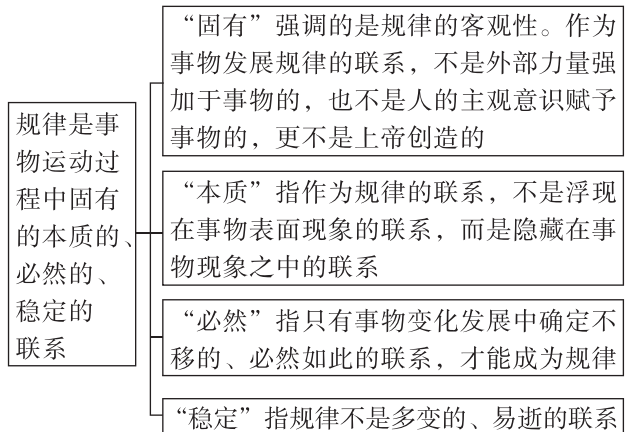 规律是事
物运动过
程中固有
的本质的、
必然的、
稳定的
联系
“固有”强调的是规律的客观性。作为
事物发展规律的联系，不是外部力量强
加于事物的，也不是人的主观意识赋予
事物的，更不是上帝创造的
“本质”指作为规律的联系，不是浮现
在事物表面现象的联系，而是隐藏在事
物现象之中的联系
“必然”指只有事物变化发展中确定不
移的、必然如此的联系，才能成为规律
“稳定”指规律不是多变的、易逝的联系